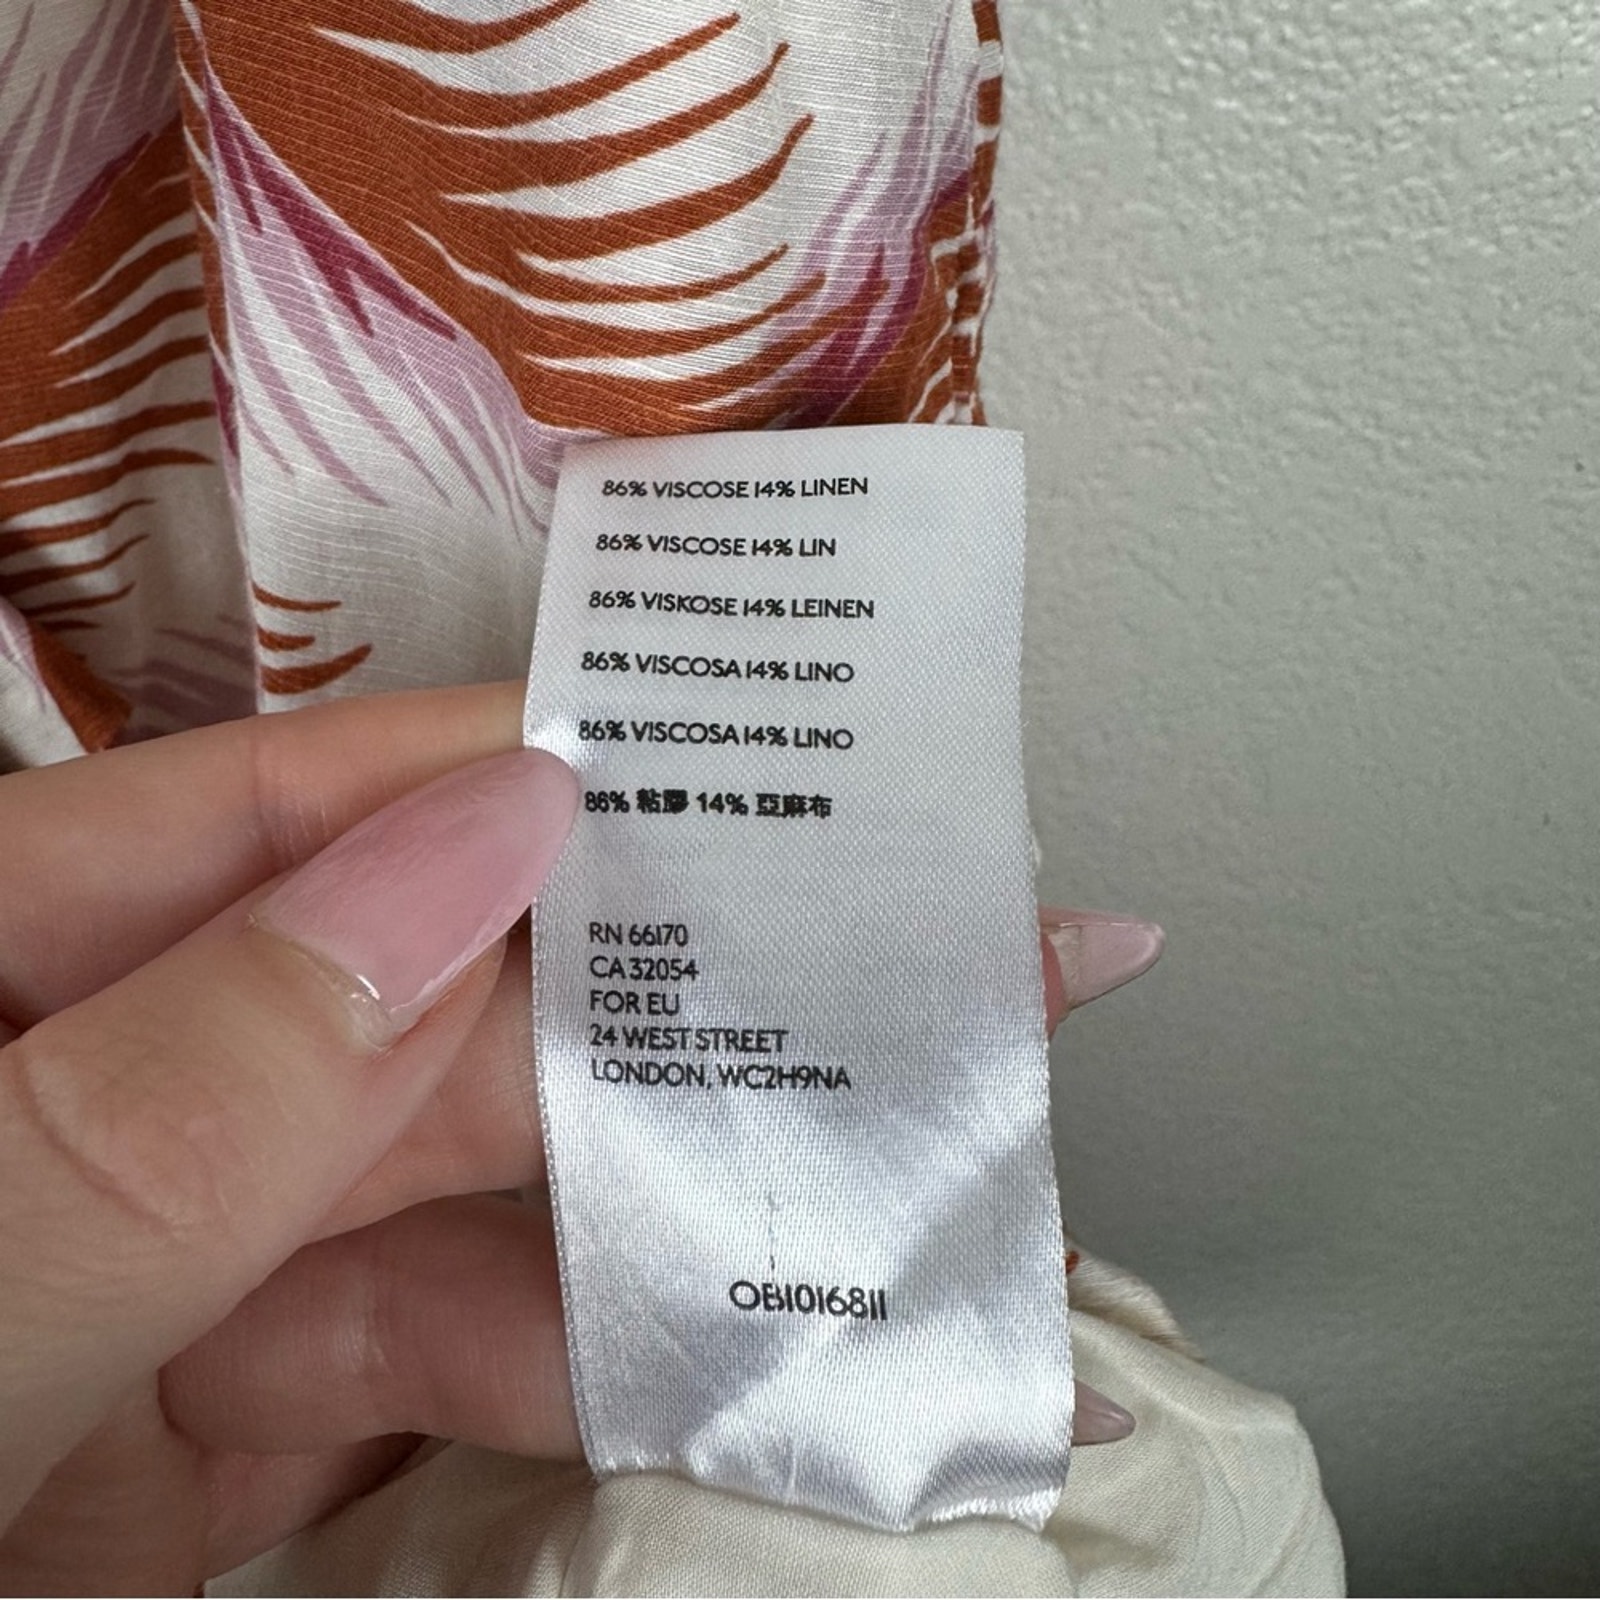 86% VISCOSE 14% LINEN
86% VISCOSE 14% LIN
86% VISKOSE 14% LEINEN
86% VISCOSA 14% LINO
86% VISCOSA 14% LINO
86% 粘膠 14% 亞麻布
RN 66170
CA 32054
FOR EU
24 WEST STREET
LONDON, WC2H9NA
OB1016811